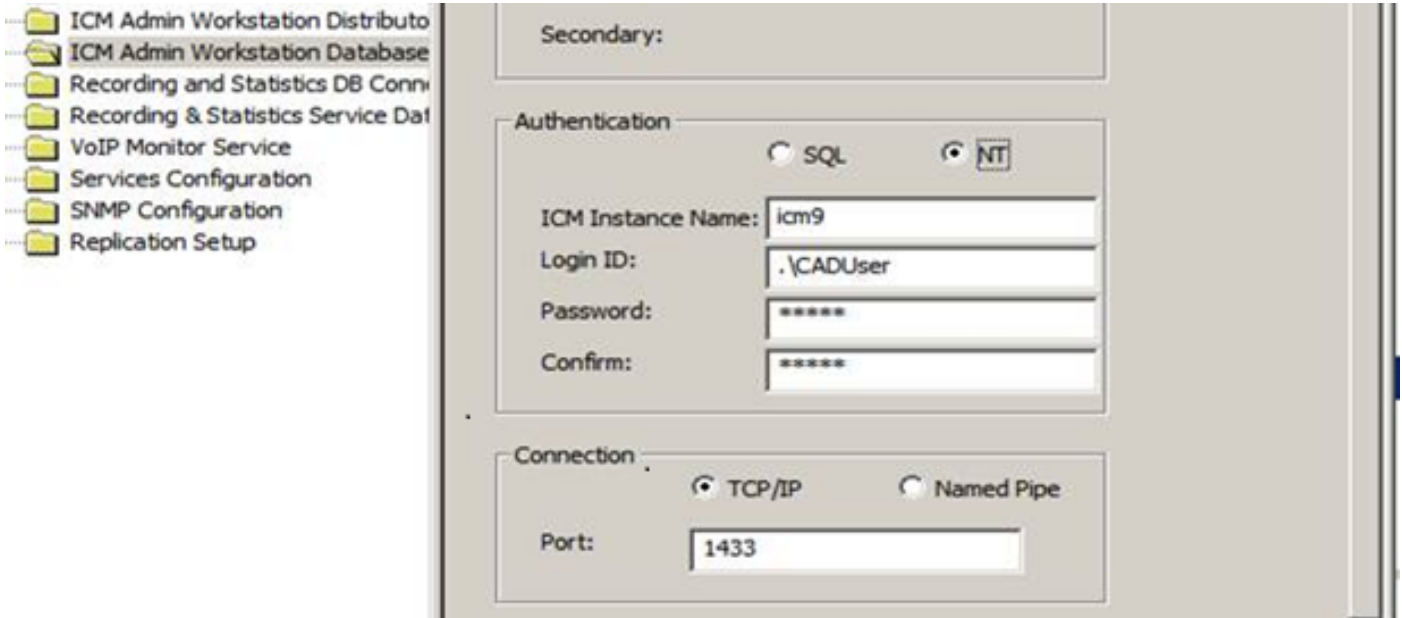 ICM Admin Workstation Distributo
ICM Admin Workstation Database
Recording and Statistics DB Conn
Recording & Statistics Service Dat
VoIP Monitor Service
Services Configuration
SNMP Configuration
Replication Setup
Secondary:
Authentication
SQL NT
ICM Instance Name: icm9
Login ID: .\CADUser
Password: *****
Confirm: *****
Connection
TCP/IP Named Pipe
Port: 1433